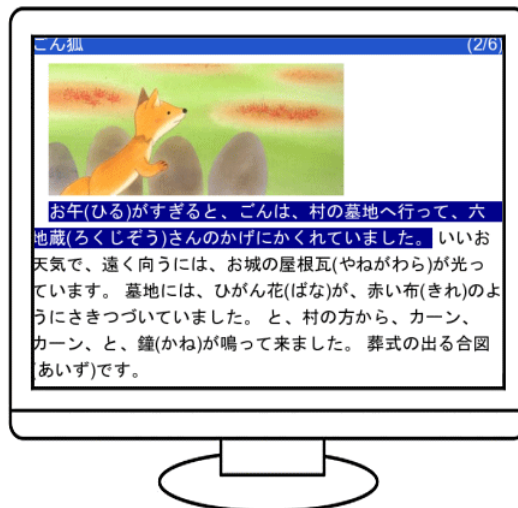 ごん狐 (2/6)
お午(ひる)がすぎると、ごんは、村の墓地へ行って、六
地蔵(ろくじぞう)さんのかげにかくれていました。 いいお
天気で、遠く向うには、お城の屋根瓦(やねがわら)が光っ
ています。 墓地には、ひがん花(ばな)が、赤い布(きれ)のよ
うにさきつづいていました。 と、村の方から、カーン、
カーン、と、鐘(かね)が鳴って来ました。 葬式の出る合図
(あいず)です。